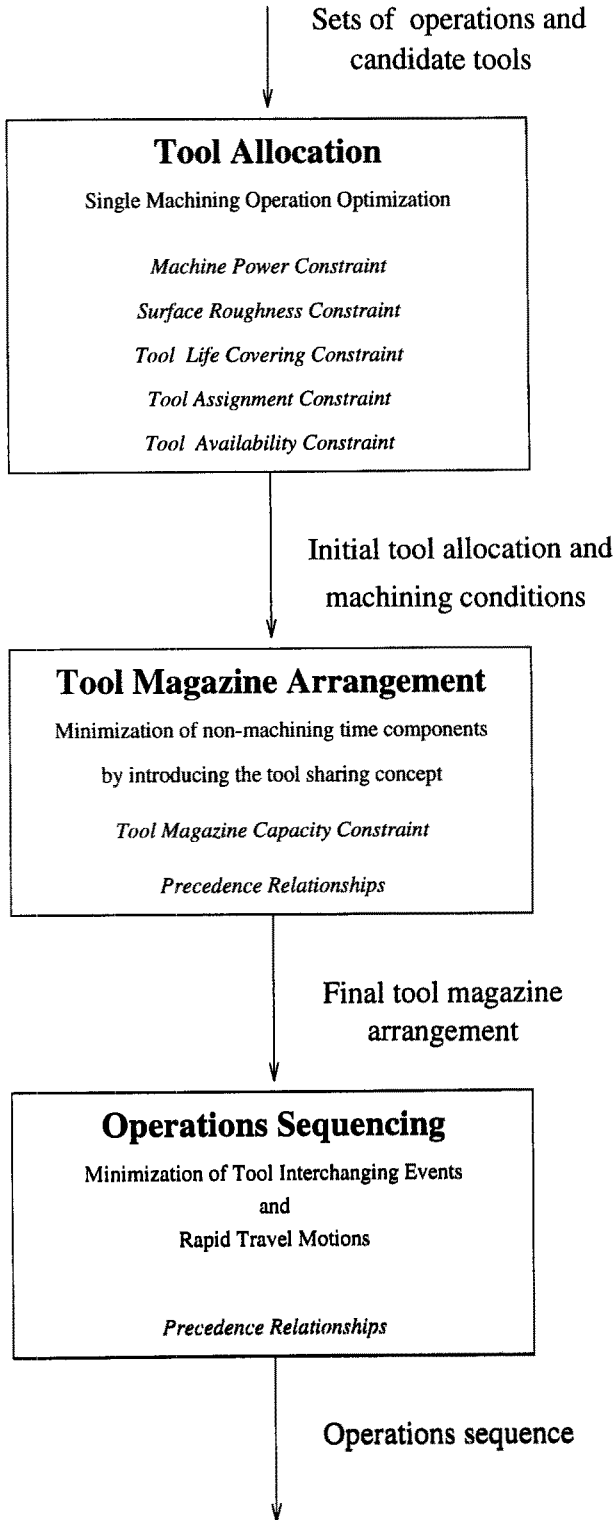 Sets of operations and
candidate tools
Tool Allocation
Single Machining Operation Optimization
Machine Power Constraint
Surface Roughness Constraint
Tool Life Covering Constraint
Tool Assignment Constraint
Tool Availability Constraint
Initial tool allocation and
machining conditions
Tool Magazine Arrangement
Minimization of non-machining time components
by introducing the tool sharing concept
Tool Magazine Capacity Constraint
Precedence Relationships
Final tool magazine
arrangement
Operations Sequencing
Minimization of Tool Interchanging Events
and
Rapid Travel Motions
Precedence Relationships
Operations sequence